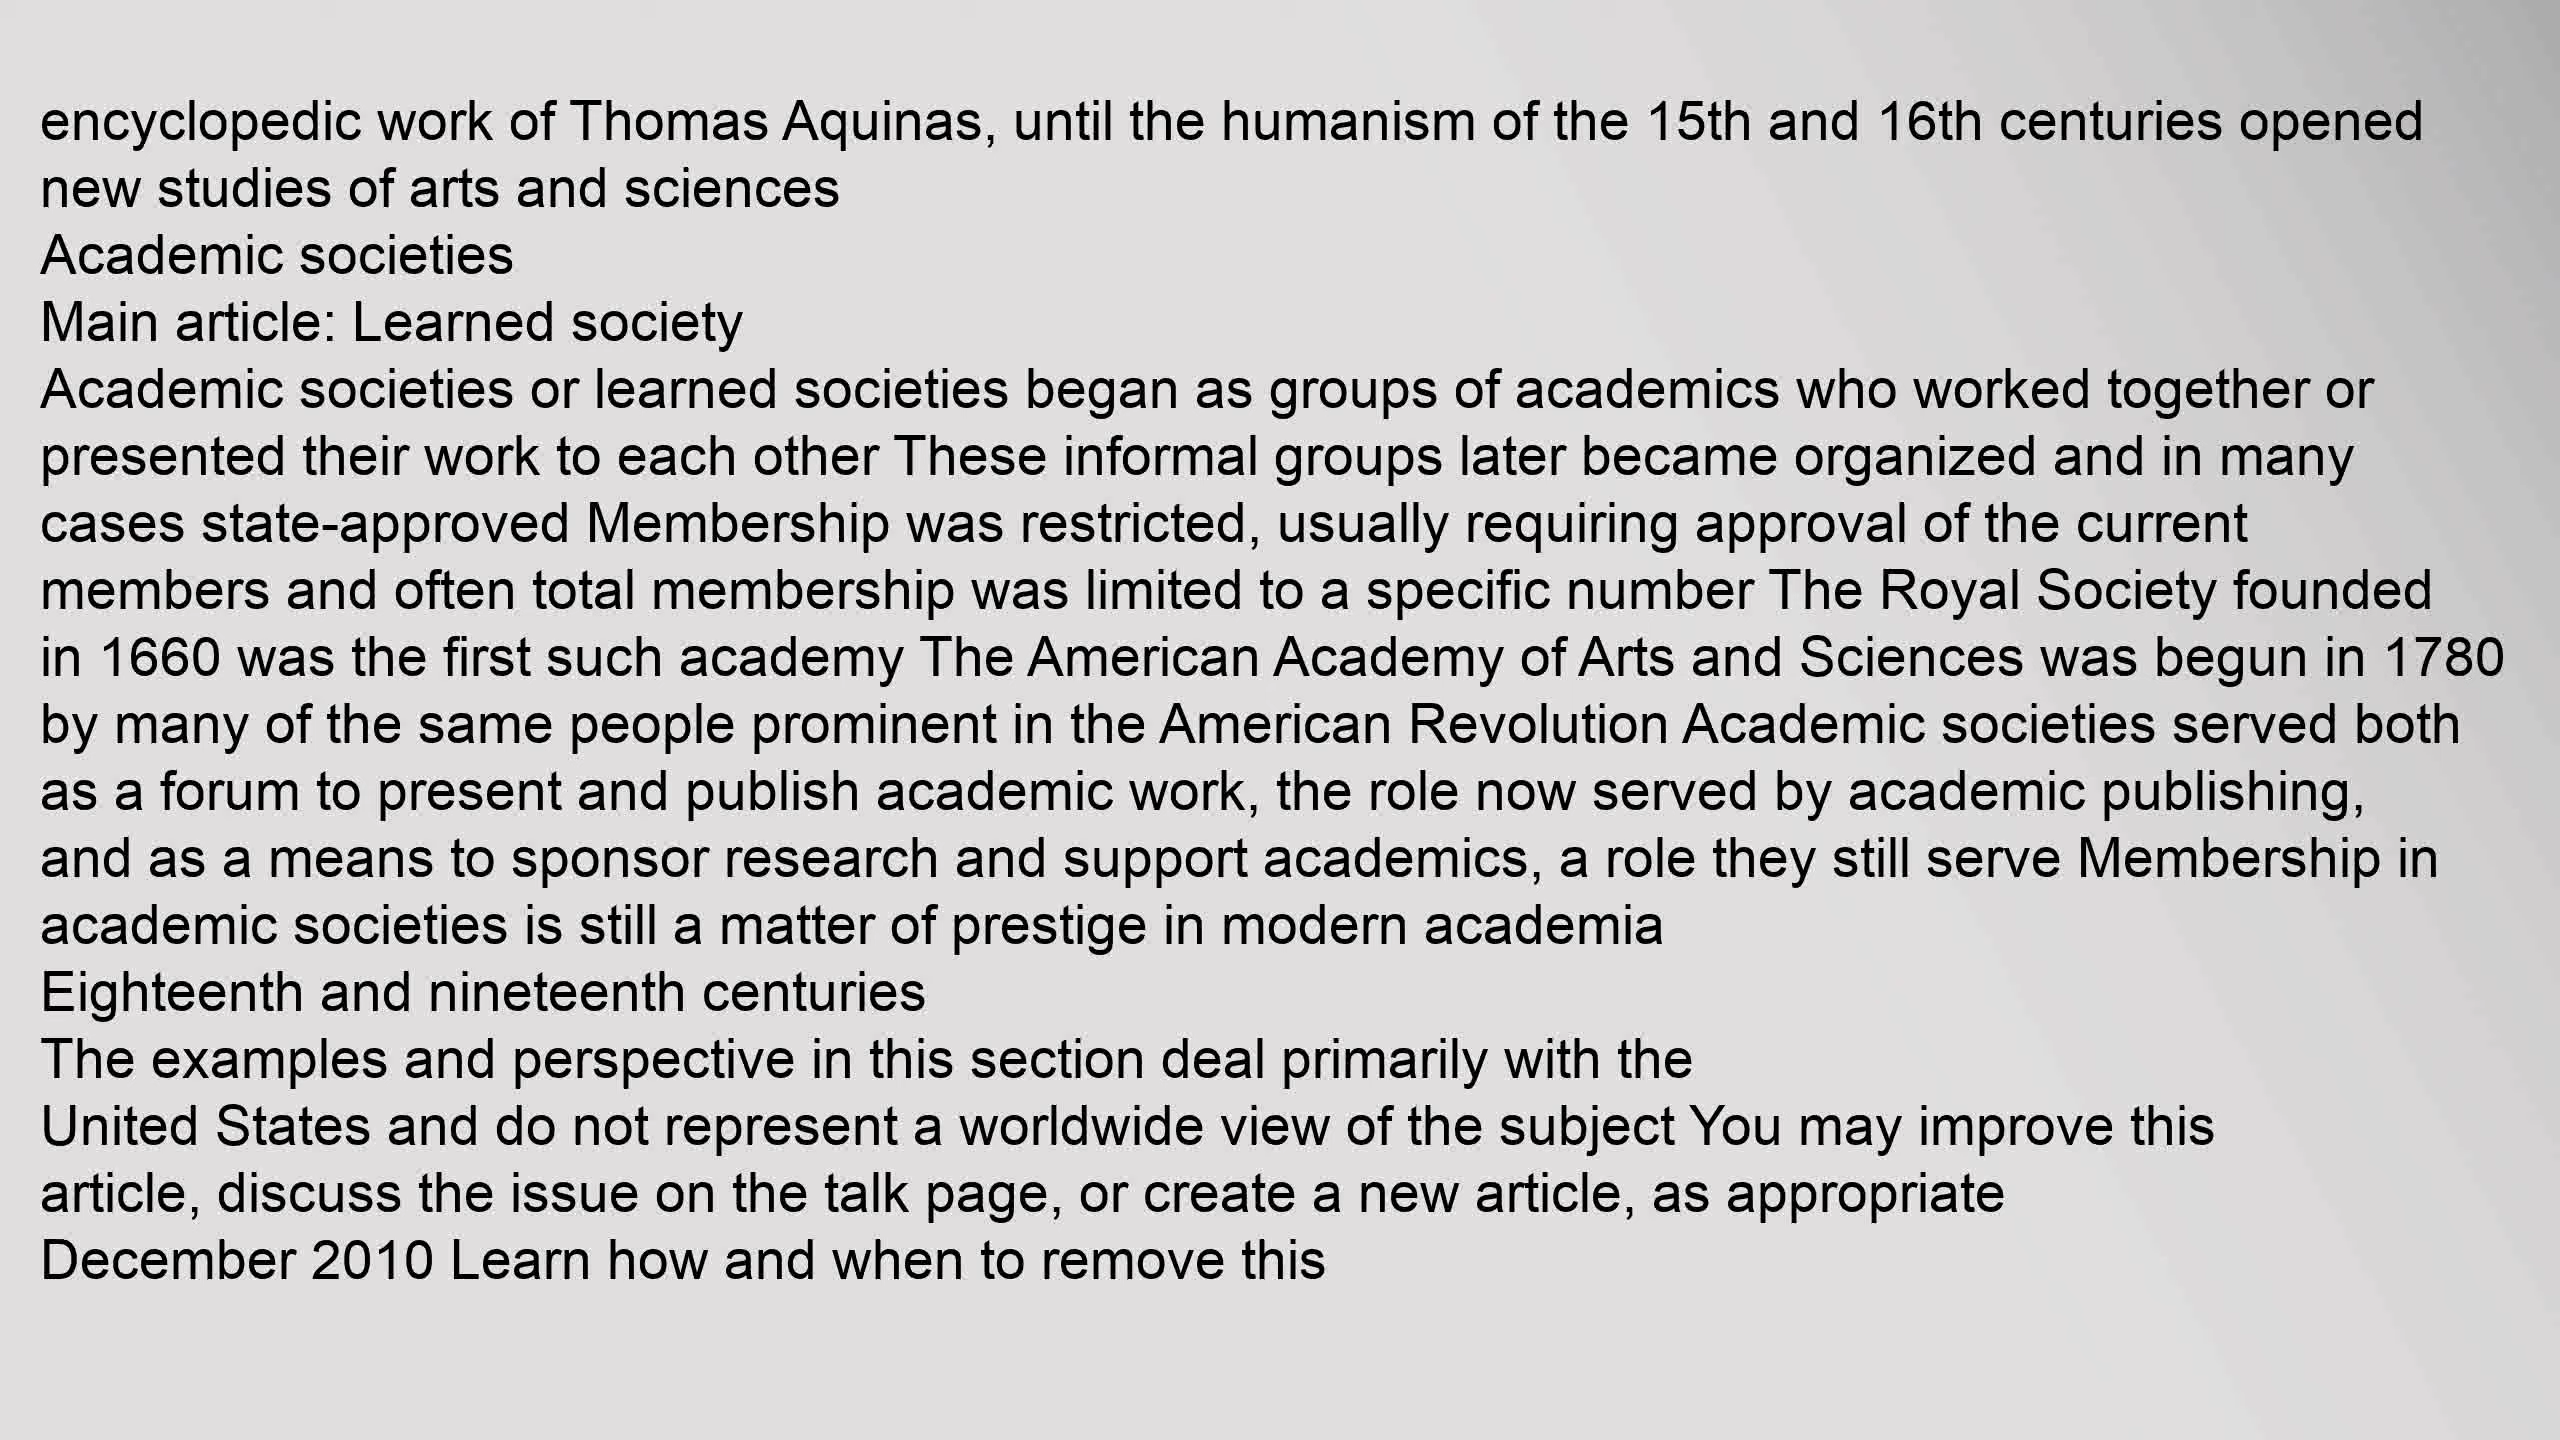 encyclopedic work of Thomas Aquinas, until the humanism of the 15th and 16th centuries opened
new studies of arts and sciences
Academic societies
Main article: Learned society
Academic societies or learned societies began as groups of academics who worked together or
presented their work to each other These informal groups later became organized and in many
cases state-approved Membership was restricted, usually requiring approval of the current
members and often total membership was limited to a specific number The Royal Society founded
in 1660 was the first such academy The American Academy of Arts and Sciences was begun in 1780
by many of the same people prominent in the American Revolution Academic societies served both
as a forum to present and publish academic work, the role now served by academic publishing,
and as a means to sponsor research and support academics, a role they still serve Membership in
academic societies is still a matter of prestige in modern academia
Eighteenth and nineteenth centuries
The examples and perspective in this section deal primarily with the
United States and do not represent a worldwide view of the subject You may improve this
article, discuss the issue on the talk page, or create a new article, as appropriate
December 2010 Learn how and when to remove this